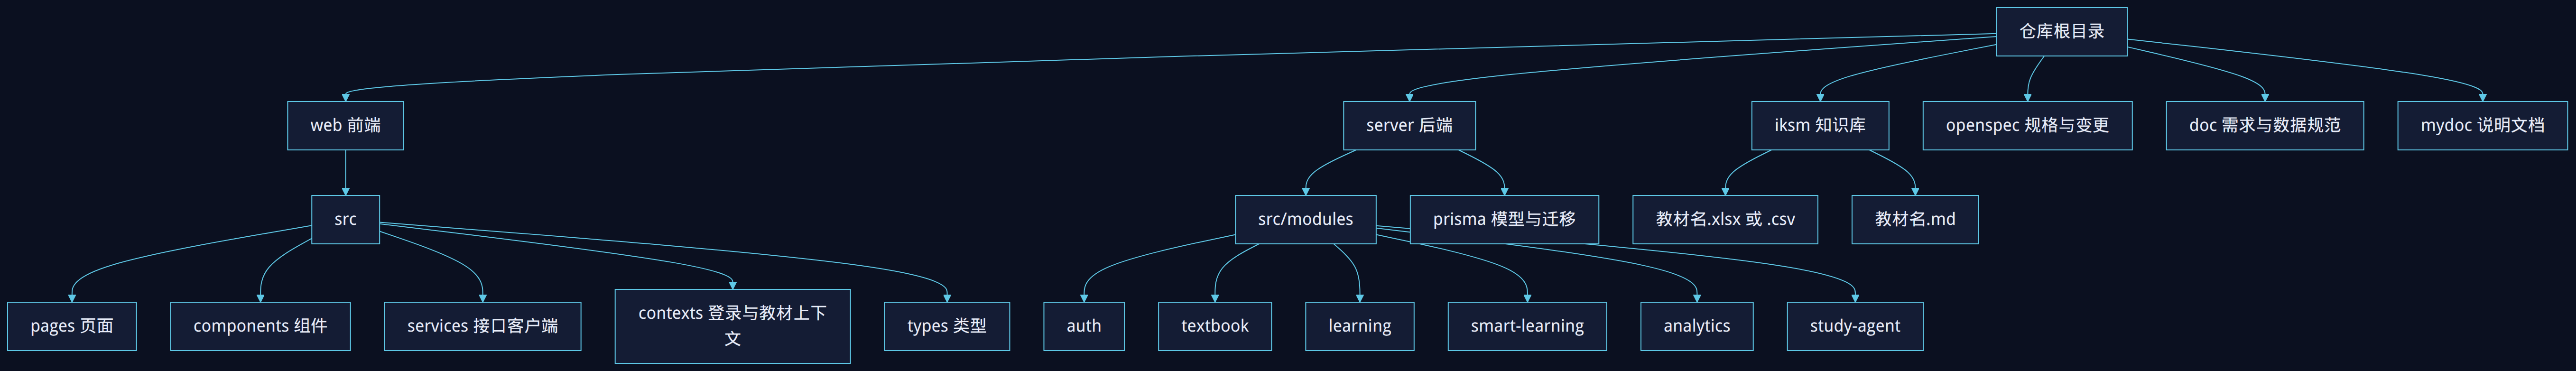 仓库根目录
web 前端
server 后端
iksm 知识库
openspec 规格与变更
doc 需求与数据规范
mydoc 说明文档
src
src/modules
prisma 模型与迁移
教材名.xlsx 或 .csv
教材名.md
pages 页面
components 组件
services 接口客户端
contexts 登录与教材上下
文
types 类型
auth
textbook
learning
smart-learning
analytics
study-agent